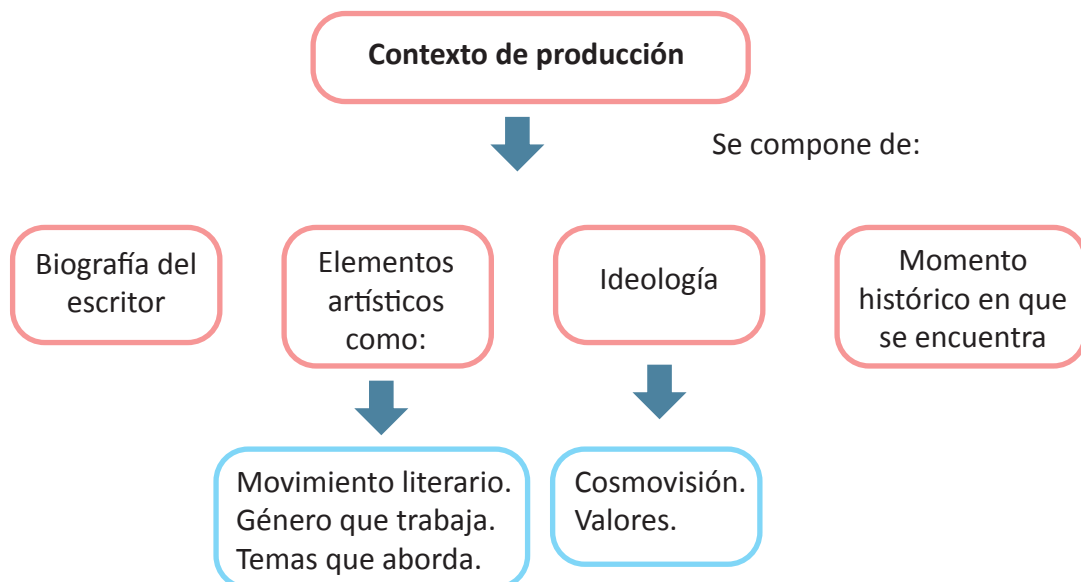 Contexto de producción
Se compone de:
Biografía del
escritor
Elementos
artísticos
como:
Ideología
Momento
histórico en que
se encuentra
Movimiento literario.
Género que trabaja.
Temas que aborda.
Cosmovisión.
Valores.